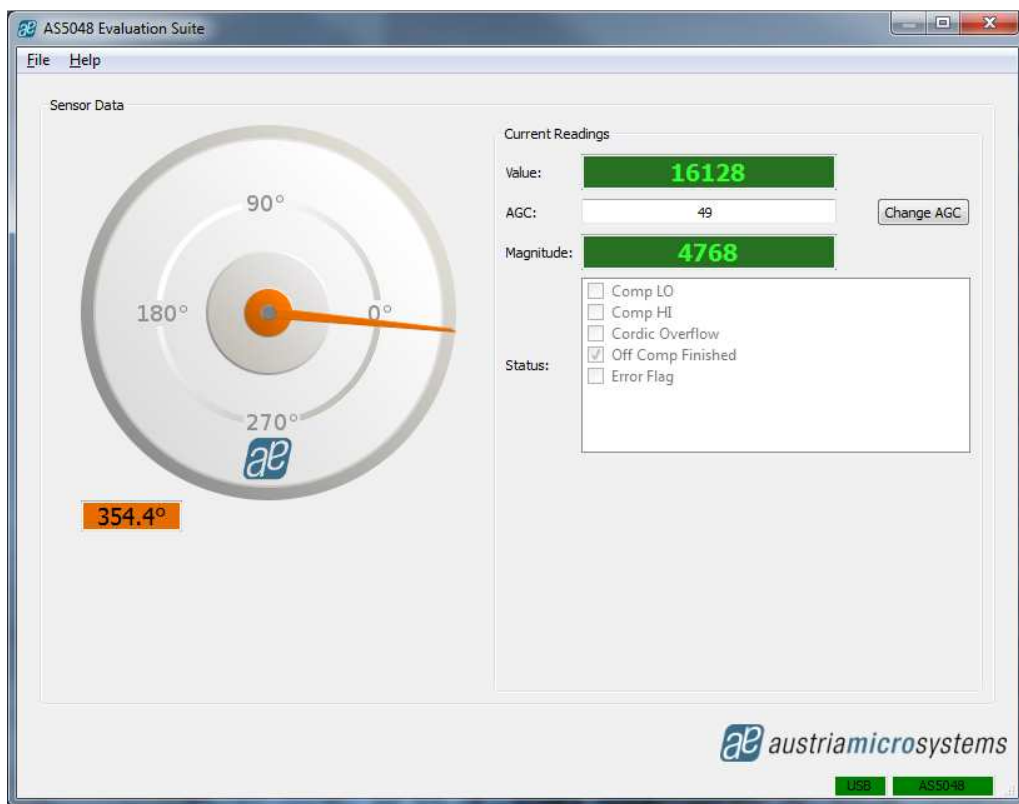 AS5048 Evaluation Suite
File Help
Sensor Data
90°
180°
0°
270°
ae
354.4°
Current Readings
Value: 16128
AGC: 49 Change AGC
Magnitude: 4768
Status:
Comp LO
Comp HI
Cordic Overflow
Off Comp Finished
Error Flag
ae austriamicrosystems
USB AS5048